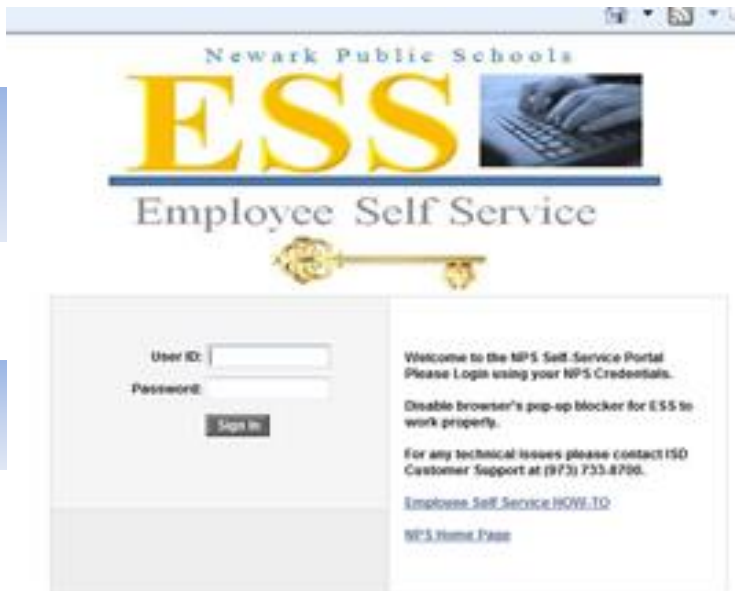 Newark Public Schools
ESS
Employee Self Service
User ID:
Password:
Sign In
Welcome to the NPS Self-Service Portal
Please Login using your NPS Credentials.
Disable browser's pop-up blocker for ESS to
work properly.
For any technical issues please contact ISD
Customer Support at (973) 733-8700.
Employee Self Service HOW-TO
NPS Home Page